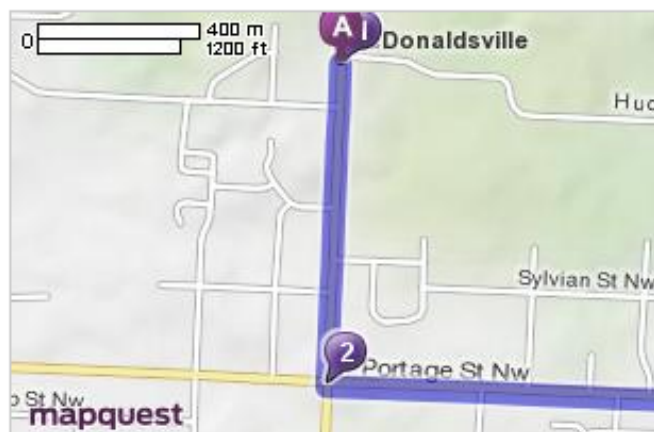 A 1
0 400 m
1200 ft
Donaldsville
Sylvian St Nw
2
Portage St Nw
St Nw
mapquest